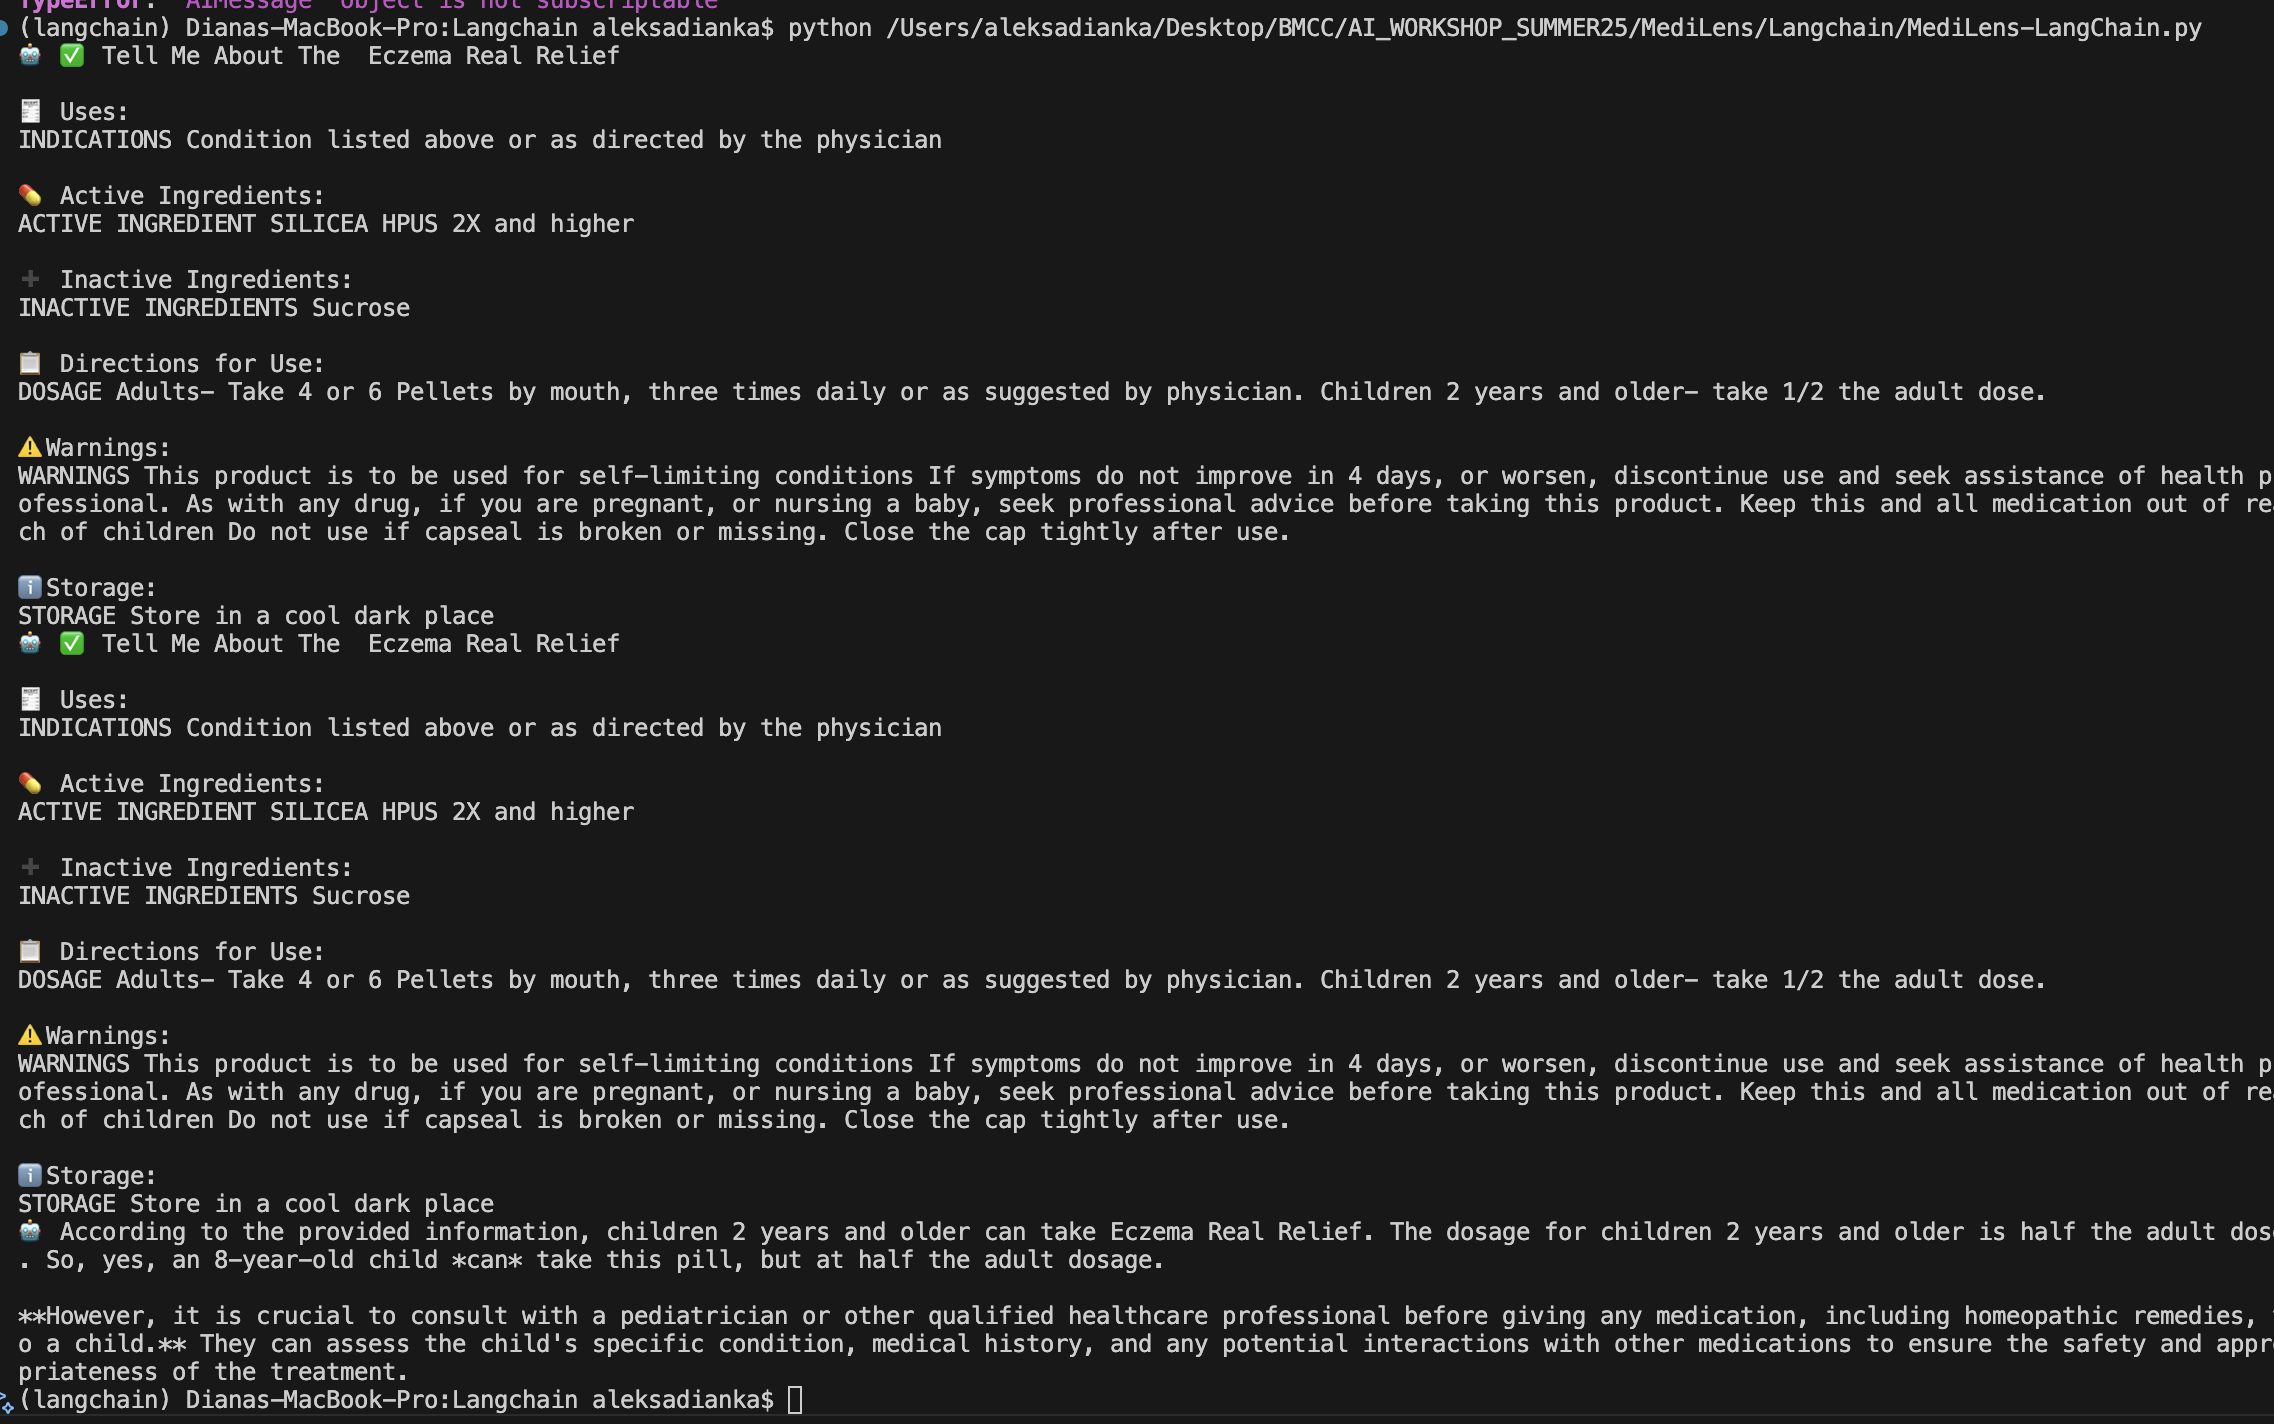 TypeError: 'AIMessage' object is not subscriptable
(langchain) Dianas-MacBook-Pro:Langchain aleksadianka$ python /Users/aleksadianka/Desktop/BMCC/AI_WORKSHOP_SUMMER25/MediLens/Langchain/MediLens-LangChain.py
🤖 ✅ Tell Me About The  Eczema Real Relief
🧾 Uses:
INDICATIONS Condition listed above or as directed by the physician
💊 Active Ingredients:
ACTIVE INGREDIENT SILICEA HPUS 2X and higher
➕ Inactive Ingredients:
INACTIVE INGREDIENTS Sucrose
📋 Directions for Use:
DOSAGE Adults– Take 4 or 6 Pellets by mouth, three times daily or as suggested by physician. Children 2 years and older– take 1/2 the adult dose.
⚠️Warnings:
WARNINGS This product is to be used for self-limiting conditions If symptoms do not improve in 4 days, or worsen, discontinue use and seek assistance of health p
ofessional. As with any drug, if you are pregnant, or nursing a baby, seek professional advice before taking this product. Keep this and all medication out of re
ch of children Do not use if capseal is broken or missing. Close the cap tightly after use.
ℹ️Storage:
STORAGE Store in a cool dark place
🤖 ✅ Tell Me About The  Eczema Real Relief
🧾 Uses:
INDICATIONS Condition listed above or as directed by the physician
💊 Active Ingredients:
ACTIVE INGREDIENT SILICEA HPUS 2X and higher
➕ Inactive Ingredients:
INACTIVE INGREDIENTS Sucrose
📋 Directions for Use:
DOSAGE Adults– Take 4 or 6 Pellets by mouth, three times daily or as suggested by physician. Children 2 years and older– take 1/2 the adult dose.
⚠️Warnings:
WARNINGS This product is to be used for self-limiting conditions If symptoms do not improve in 4 days, or worsen, discontinue use and seek assistance of health p
ofessional. As with any drug, if you are pregnant, or nursing a baby, seek professional advice before taking this product. Keep this and all medication out of re
ch of children Do not use if capseal is broken or missing. Close the cap tightly after use.
ℹ️Storage:
STORAGE Store in a cool dark place
🤖 According to the provided information, children 2 years and older can take Eczema Real Relief. The dosage for children 2 years and older is half the adult dos
. So, yes, an 8-year-old child *can* take this pill, but at half the adult dosage.
**However, it is crucial to consult with a pediatrician or other qualified healthcare professional before giving any medication, including homeopathic remedies,
o a child.** They can assess the child's specific condition, medical history, and any potential interactions with other medications to ensure the safety and appr
priateness of the treatment.
(langchain) Dianas-MacBook-Pro:Langchain aleksadianka$